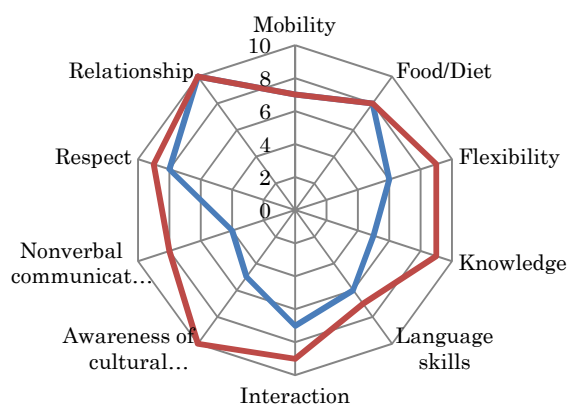 Mobility
10
8
6
4
2
0
Food/Diet
Flexibility
Knowledge
Language
skills
Interaction
Awareness of
cultural…
Nonverbal
communicat…
Respect
Relationship